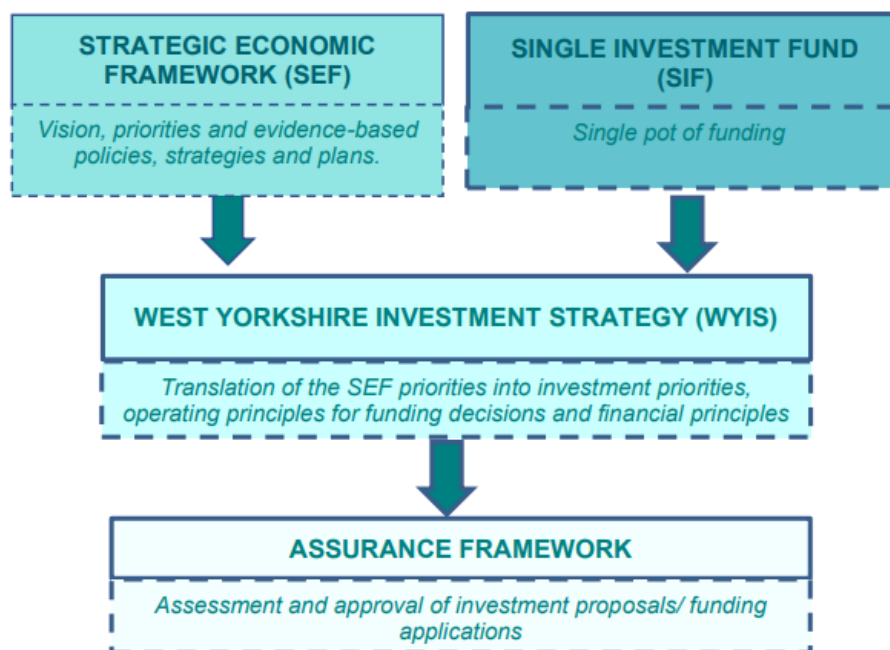 STRATEGIC ECONOMIC
FRAMEWORK (SEF)
Vision, priorities and evidence-based
policies, strategies and plans.
SINGLE INVESTMENT FUND
(SIF)
Single pot of funding
WEST YORKSHIRE INVESTMENT STRATEGY (WYIS)
Translation of the SEF priorities into investment priorities,
operating principles for funding decisions and financial principles
ASSURANCE FRAMEWORK
Assessment and approval of investment proposals/ funding
applications